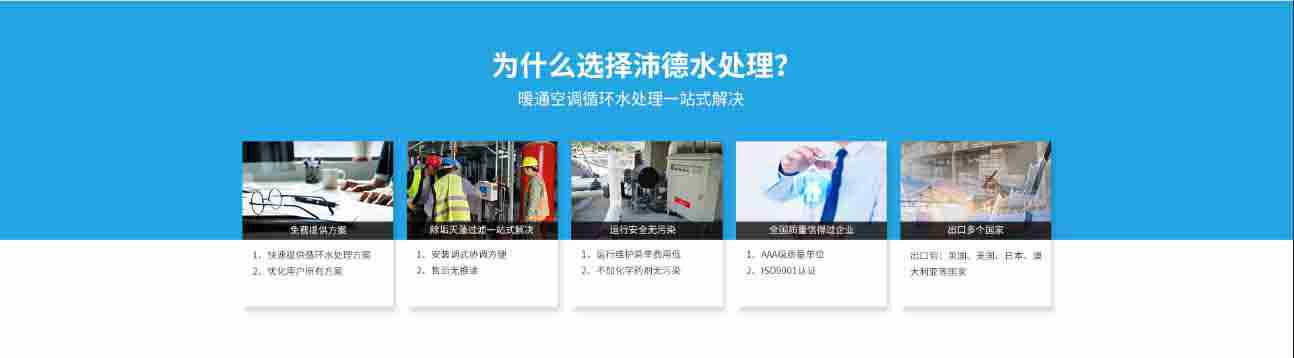 为什么选择沛德水处理?
暖通空调循环水处理一站式解决
免费提供方案
除垢灭藻过滤一站式解决
运行安全无污染
全国质量信得过企业
出口多个国家
1、快速提供循环水处理方案
2、优化用户原有方案
1、安装调试协调方便
2、售后无推诿
1、运行维护简单费用低
2、不加化学药剂无污染
1、AAA级质量单位
2、ISO9001认证
出口到：英国、美国、日本、澳
大利亚等国家